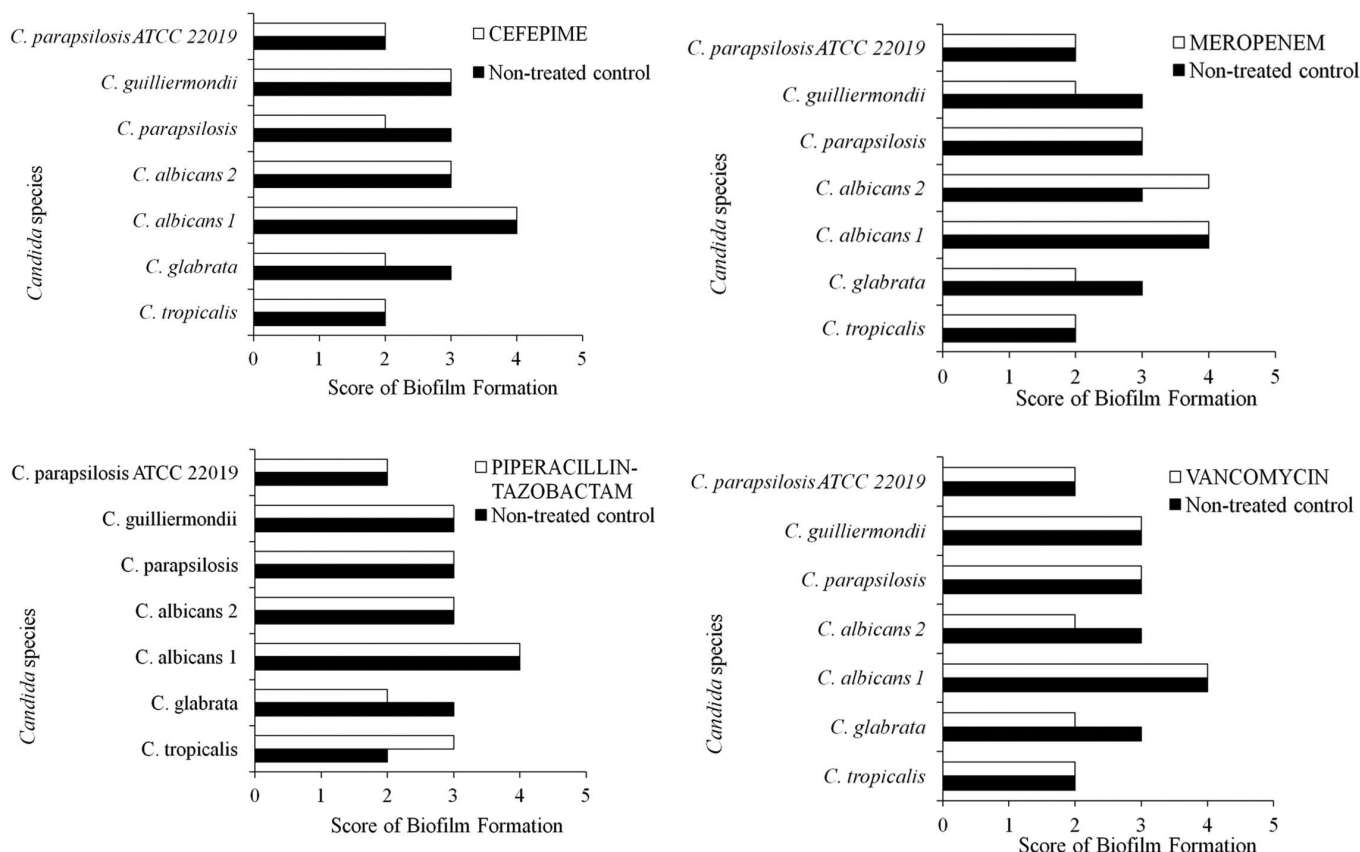 C. parapsilosis ATCC 22019
C. guilliermondii
C. parapsilosis
C. albicans 2
C. albicans 1
C. glabrata
C. tropicalis
Candida species
0 1 2 3 4 5
Score of Biofilm Formation
CEFEPIME
Non-treated control
C. parapsilosis ATCC 22019
C. guilliermondii
C. parapsilosis
C. albicans 2
C. albicans 1
C. glabrata
C. tropicalis
Candida species
0 1 2 3 4 5
Score of Biofilm Formation
MEROPENEM
Non-treated control
C. parapsilosis ATCC 22019
C. guilliermondii
C. parapsilosis
C. albicans 2
C. albicans 1
C. glabrata
C. tropicalis
Candida species
0 1 2 3 4 5
Score of Biofilm Formation
PIPERACILLIN-
TAZOBACTAM
Non-treated control
C. parapsilosis ATCC 22019
C. guilliermondii
C. parapsilosis
C. albicans 2
C. albicans 1
C. glabrata
C. tropicalis
Candida species
0 1 2 3 4 5
Score of Biofilm Formation
VANCOMYCIN
Non-treated control